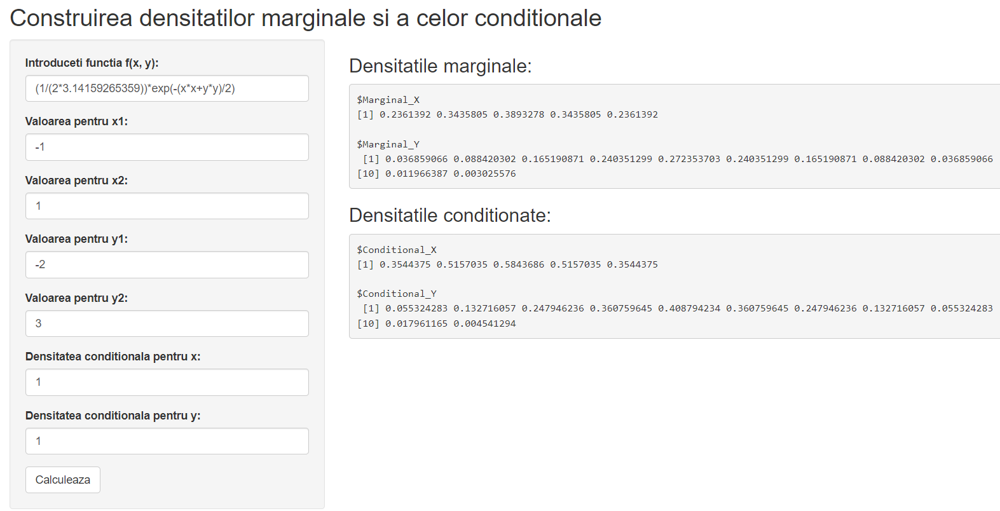 Construirea densitatilor marginale si a celor conditionale
Introduceti functia f(x, y):
(1/(2*3.14159265359))*exp(-(x*x+y*y)/2)
Valoarea pentru x1:
-1
Valoarea pentru x2:
1
Valoarea pentru y1:
-2
Valoarea pentru y2:
3
Densitatea conditionala pentru x:
1
Densitatea conditionala pentru y:
1
Calculeaza
Densitatile marginale:
$Marginal_X
[1] 0.2361392 0.3435805 0.3893278 0.3435805 0.2361392
$Marginal_Y
[1] 0.036859066 0.088420302 0.165190871 0.240351299 0.272353703 0.240351299 0.165190871 0.088420302 0.036859066
[10] 0.011966387 0.003025576
Densitatile conditionate:
$Conditional_X
[1] 0.3544375 0.5157035 0.5843686 0.5157035 0.3544375
$Conditional_Y
[1] 0.055324283 0.132716057 0.247946236 0.360759645 0.408794234 0.360759645 0.247946236 0.132716057 0.055324283
[10] 0.017961165 0.004541294